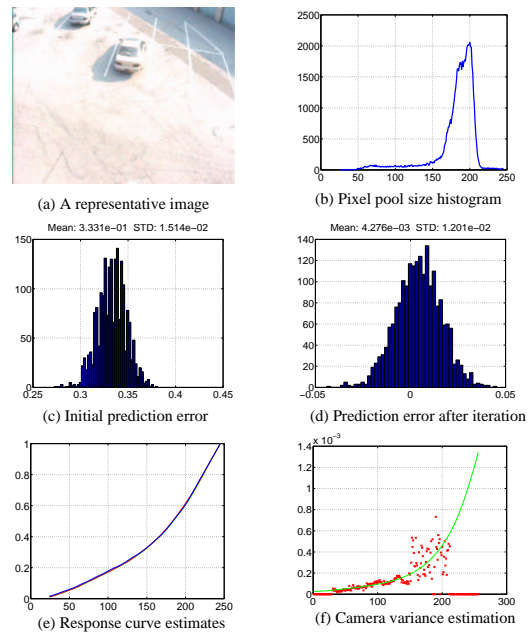 (a) A representative image
2500
2000
1500
1000
500
0
0 50 100 150 200 250
(b) Pixel pool size histogram
Mean: 3.331e-01 STD: 1.514e-02
150
100
50
0
0.25 0.3 0.35 0.4 0.45
(c) Initial prediction error
Mean: 4.276e-03 STD: 1.201e-02
140
120
100
80
60
40
20
0
−0.05 0 0.05
(d) Prediction error after iteration
1
0.8
0.6
0.4
0.2
0
0 50 100 150 200 250
(e) Response curve estimates
x 10⁻³
1.4
1.2
1
0.8
0.6
0.4
0.2
0
0 100 200 300
(f) Camera variance estimation